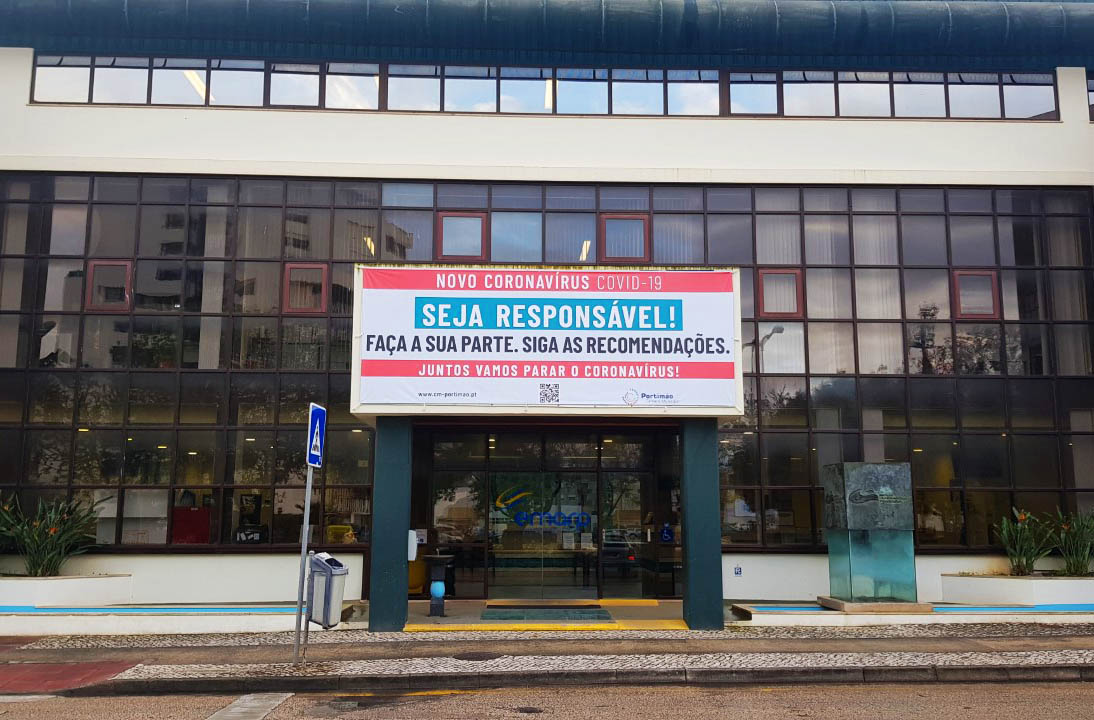 NOVO CORONAVÍRUS COVID-19
SEJA RESPONSÁVEL!
FAÇA A SUA PARTE. SIGA AS RECOMENDAÇÕES.
JUNTOS VAMOS PARAR O CORONAVÍRUS!
www.cm-portimao.pt
Portimão
emarp